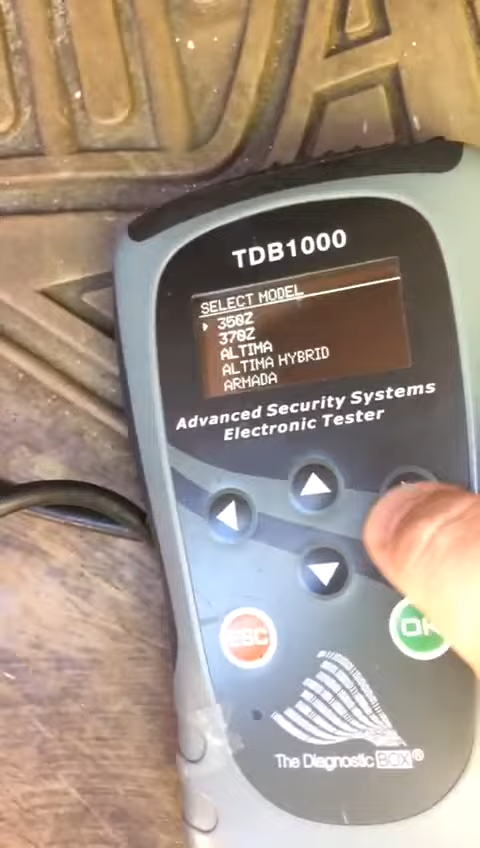 TDB1000
SELECT MODEL
350Z
370Z
ALTIMA
ALTIMA HYBRID
ARMADA
Advanced Security Systems
Electronic Tester
ESC
OK
The Diagnostic BOX®